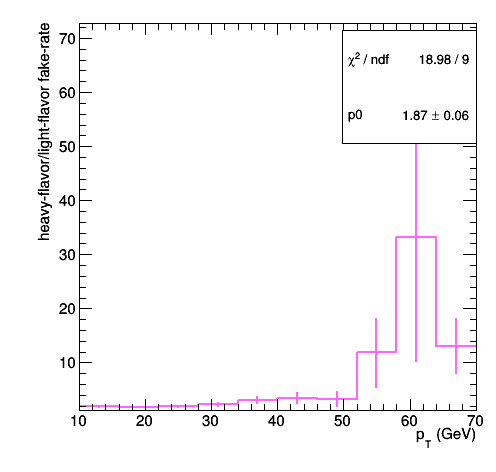 heavy-flavor/light-flavor fake-rate
χ² / ndf 18.98 / 9
p0 1.87 ± 0.06
70
60
50
40
30
20
10
10 20 30 40 50 60 70
p_T (GeV)